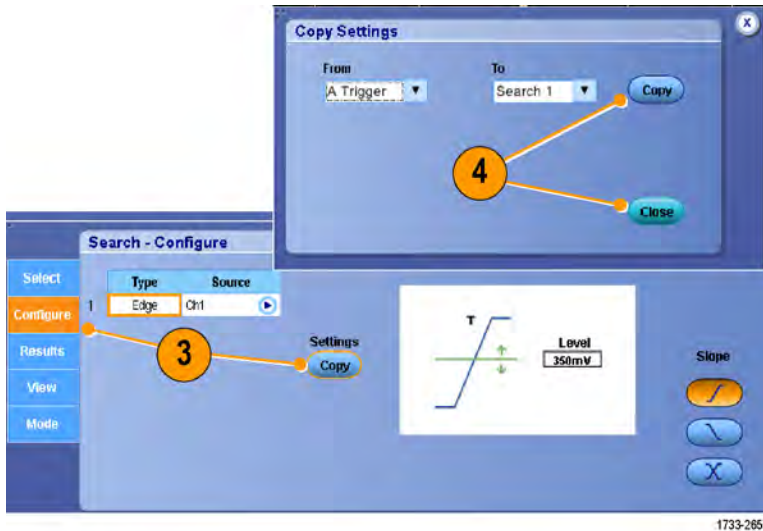 Copy Settings
X
From
To
A Trigger
Search 1
Copy
4
Close
Search - Configure
Select
Type
Source
1
Edge
Ch1
Configure
3
Settings
Copy
T
Level
350mV
Slope
Results
View
Mode
1733-265